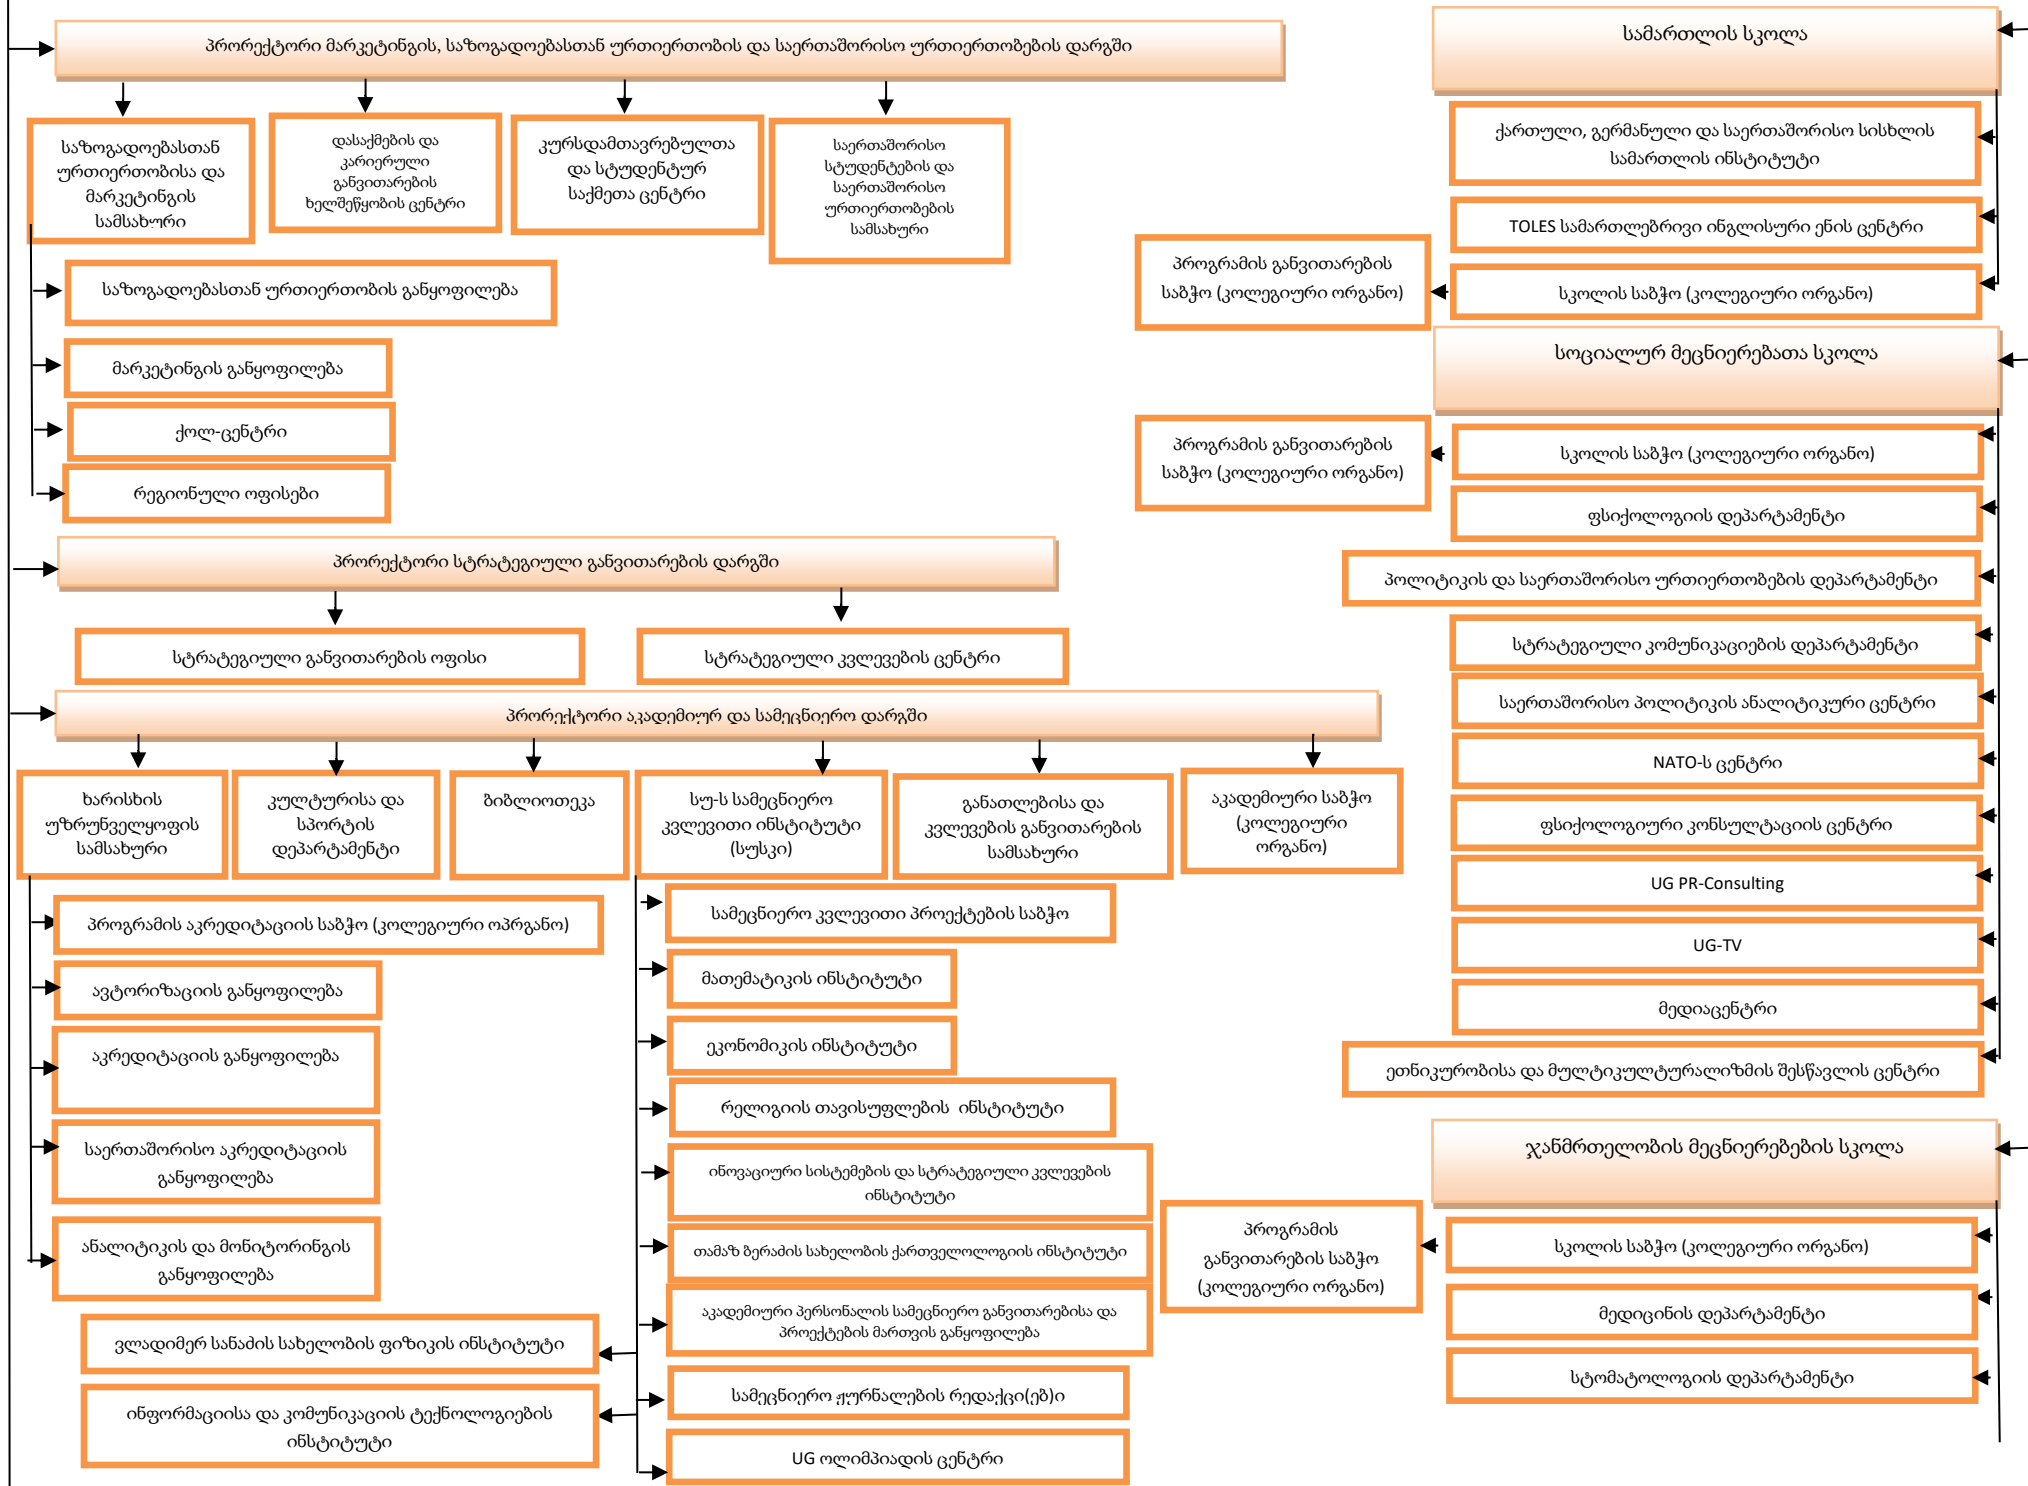 პრორექტორი მარკეტინგის, საზოგადოებასთან ურთიერთობის და საერთაშორისო ურთიერთობების დარგში
საზოგადოებასთან
ურთიერთობისა და
მარკეტინგის
სამსახური
დასაქმების და
კარიერული
განვითარების
ხელშეწყობის ცენტრი
კურსდამთავრებულთა
და სტუდენტურ
საქმეთა ცენტრი
საერთაშორისო
სტუდენტების და
საერთაშორისო
ურთიერთობების
სამსახური
საზოგადოებასთან ურთიერთობის განყოფილება
მარკეტინგის განყოფილება
ქოლ-ცენტრი
რეგიონული ოფისები
პრორექტორი სტრატეგიული განვითარების დარგში
სტრატეგიული განვითარების ოფისი
სტრატეგიული კვლევების ცენტრი
პრორექტორი აკადემიურ და სამეცნიერო დარგში
ხარისხის
უზრუნველყოფის
სამსახური
კულტურისა და
სპორტის
დეპარტამენტი
ბიბლიოთეკა
სუ-ს სამეცნიერო
კვლევითი ინსტიტუტი
(სუსკი)
განათლებისა და
კვლევების განვითარების
სამსახური
აკადემიური საბჭო
(კოლეგიური
ორგანო)
პროგრამის აკრედიტაციის საბჭო (კოლეგიური ოპრგანო)
ავტორიზაციის განყოფილება
აკრედიტაციის განყოფილება
საერთაშორისო აკრედიტაციის
განყოფილება
ანალიტიკის და მონიტორინგის
განყოფილება
სამეცნიერო კვლევითი პროექტების საბჭო
მათემატიკის ინსტიტუტი
ეკონომიკის ინსტიტუტი
რელიგიის თავისუფლების ინსტიტუტი
ინოვაციური სისტემების და სტრატეგიული კვლევების
ინსტიტუტი
თამაზ ბერაძის სახელობის ქართველოლოგიის ინსტიტუტი
აკადემიური პერსონალის სამეცნიერო განვითარებისა და
პროექტების მართვის განყოფილება
ვლადიმერ სანაძის სახელობის ფიზიკის ინსტიტუტი
ინფორმაციისა და კომუნიკაციის ტექნოლოგიების
ინსტიტუტი
სამეცნიერო ჟურნალების რედაქცი(ებ)ი
UG ოლიმპიადის ცენტრი
სამართლის სკოლა
ქართული, გერმანული და საერთაშორისო სისხლის
სამართლის ინსტიტუტი
TOLES სამართლებრივი ინგლისური ენის ცენტრი
სკოლის საბჭო (კოლეგიური ორგანო)
პროგრამის განვითარების
საბჭო (კოლეგიური ორგანო)
სოციალურ მეცნიერებათა სკოლა
სკოლის საბჭო (კოლეგიური ორგანო)
პროგრამის განვითარების
საბჭო (კოლეგიური ორგანო)
ფსიქოლოგიის დეპარტამენტი
პოლიტიკის და საერთაშორისო ურთიერთობების დეპარტამენტი
სტრატეგიული კომუნიკაციების დეპარტამენტი
საერთაშორისო პოლიტიკის ანალიტიკური ცენტრი
NATO-ს ცენტრი
ფსიქოლოგიური კონსულტაციის ცენტრი
UG PR-Consulting
UG-TV
მედიაცენტრი
ეთნიკურობისა და მულტიკულტურალიზმის შესწავლის ცენტრი
ჯანმრთელობის მეცნიერებების სკოლა
სკოლის საბჭო (კოლეგიური ორგანო)
პროგრამის
განვითარების საბჭო
(კოლეგიური ორგანო)
მედიცინის დეპარტამენტი
სტომატოლოგიის დეპარტამენტი